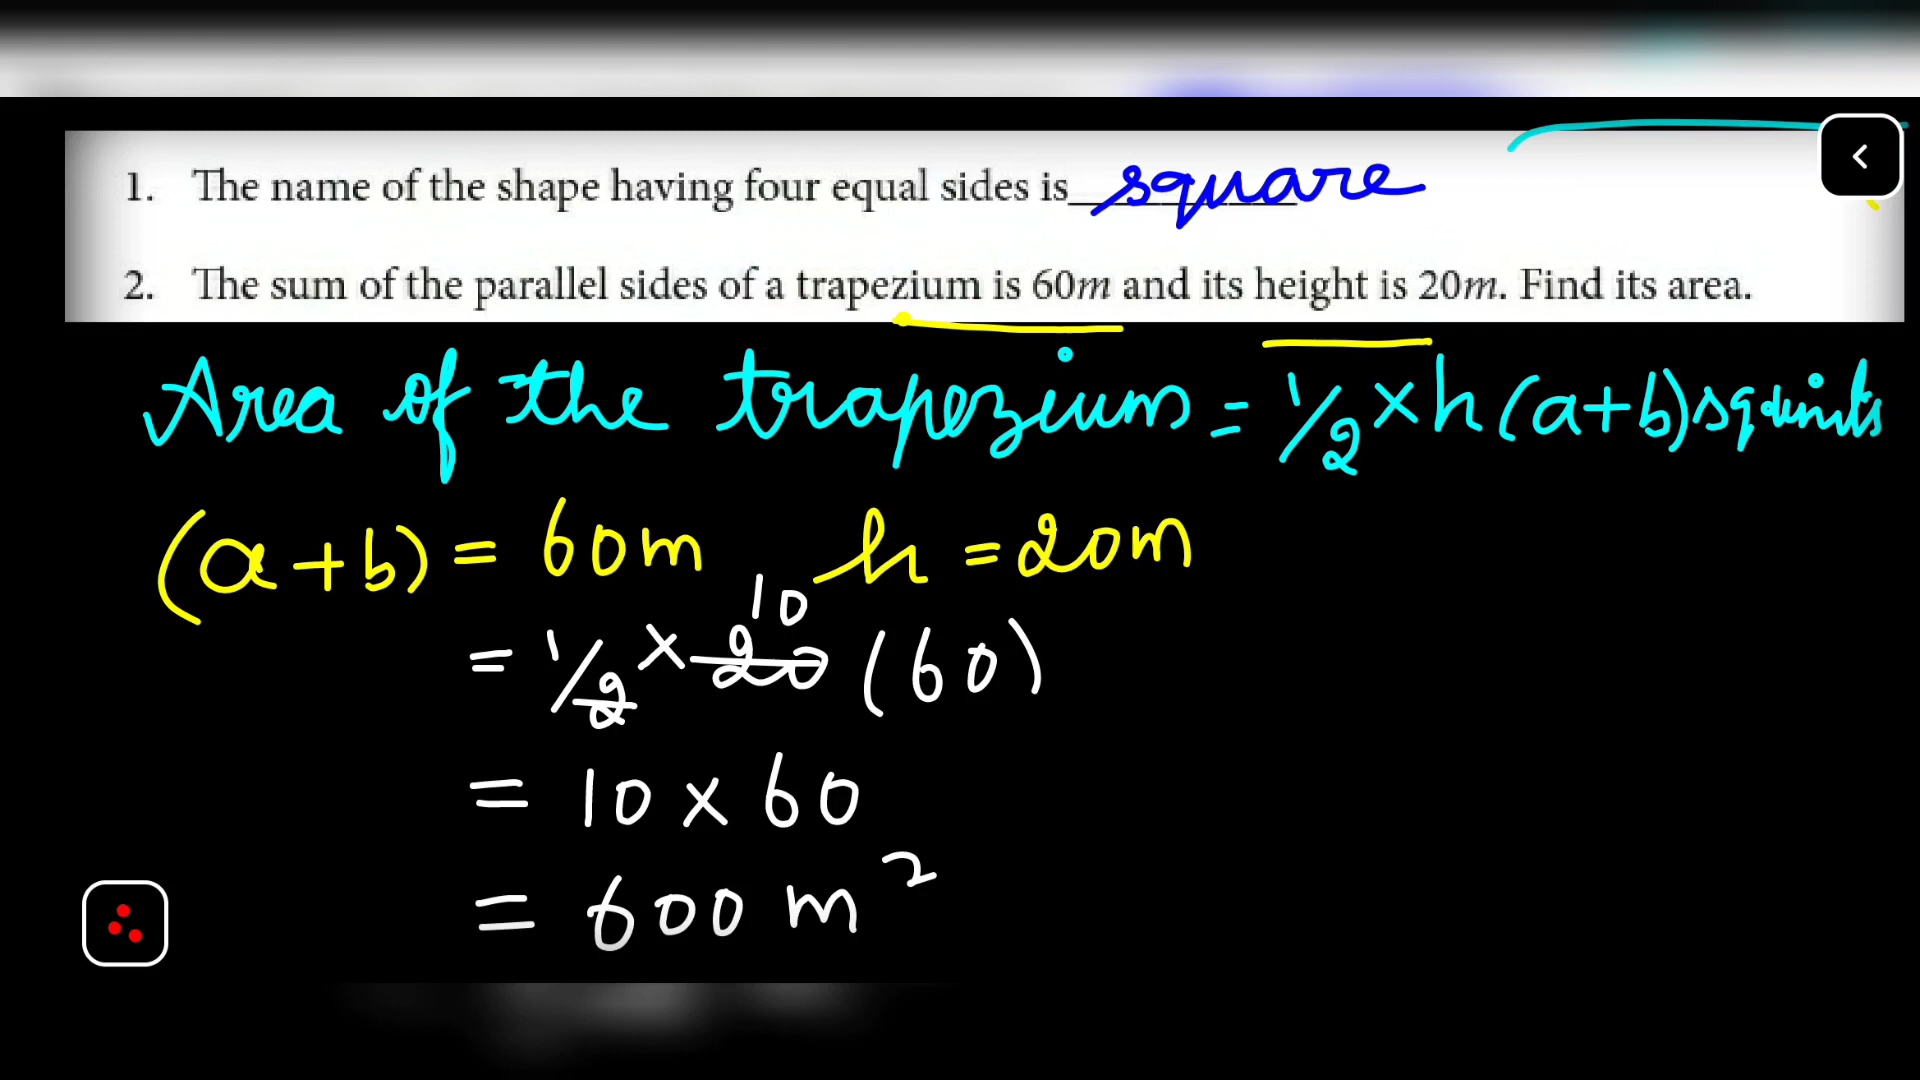 1. The name of the shape having four equal sides is square
2. The sum of the parallel sides of a trapezium is 60m and its height is 20m. Find its area.
Area of the trapezium = 1/2 × h (a+b) sq.units
(a+b) = 60m h = 20m
10
= 1/2 × 20 (60)
= 10 × 60
= 600 m²